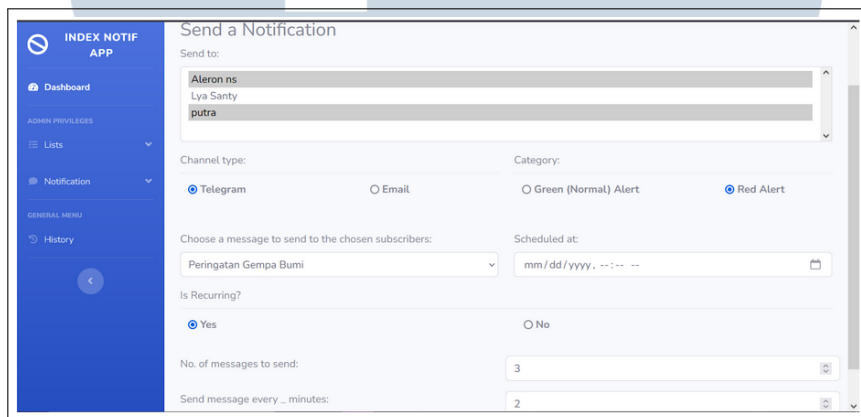 INDEX NOTIF
APP
Dashboard
ADMIN PRIVILEGES
Lists
Notification
GENERAL MENU
History
Send a Notification
Send to:
Aleron ns
Lya Santy
putra
Channel type:
Category:
Telegram
Email
Green (Normal) Alert
Red Alert
Choose a message to send to the chosen subscribers:
Scheduled at:
Peringatan Gempa Bumi
mm/dd/yyyy, --:-- --
Is Recurring?
Yes
No
No. of messages to send:
3
Send message every _ minutes:
2